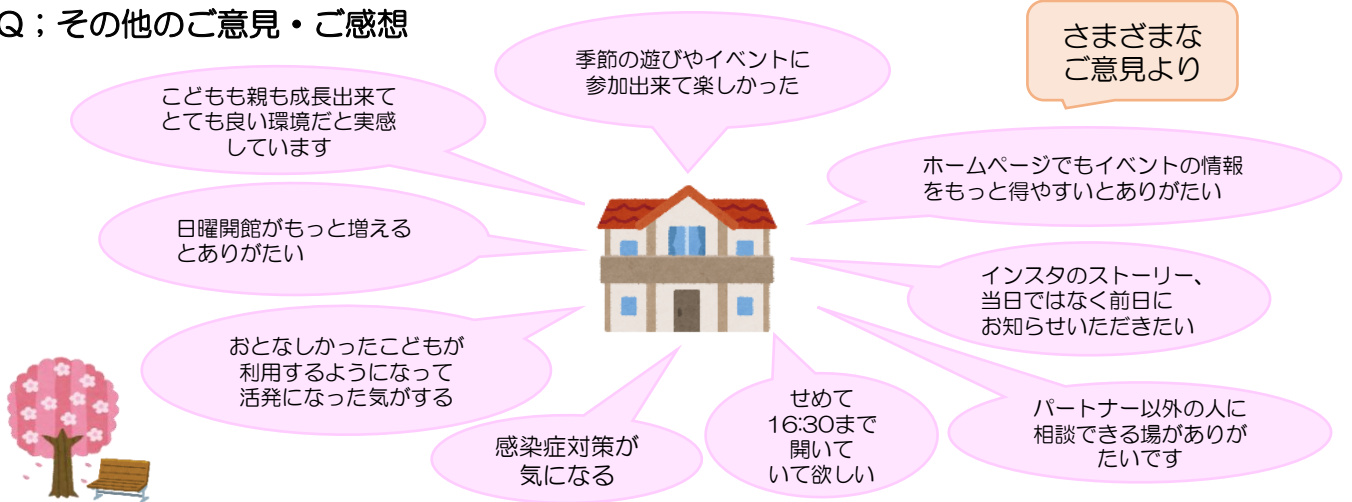 Q；その他のご意見・ご感想
さまざまな
ご意見より
季節の遊びやイベントに
参加出来て楽しかった
こどもも親も成長出来て
とても良い環境だと実感
しています
ホームページでもイベントの情報
をもっと得やすいとありがたい
日曜開館がもっと増える
とありがたい
インスタのストーリー、
当日ではなく前日に
お知らせいただきたい
おとなしかったこどもが
利用するようになって
活発になった気がする
感染症対策が
気になる
せめて
16:30まで
開いて
いて欲しい
パートナー以外の人に
相談できる場がありが
たいです